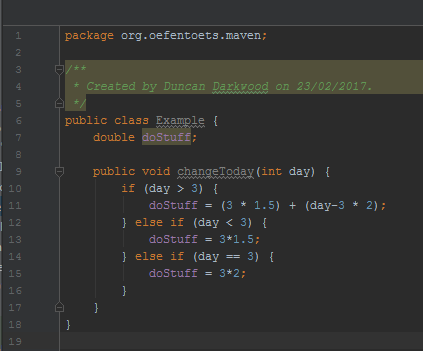 1 package org.oefentoets.maven;
2
3 /**
4 * Created by Duncan Darkwood on 23/02/2017.
5 */
6 public class Example {
7 double doStuff;
8
9 public void changeToday(int day) {
10 if (day > 3) {
11 doStuff = (3 * 1.5) + (day-3 * 2);
12 } else if (day < 3) {
13 doStuff = 3*1.5;
14 } else if (day == 3) {
15 doStuff = 3*2;
16 }
17 }
18 }
19